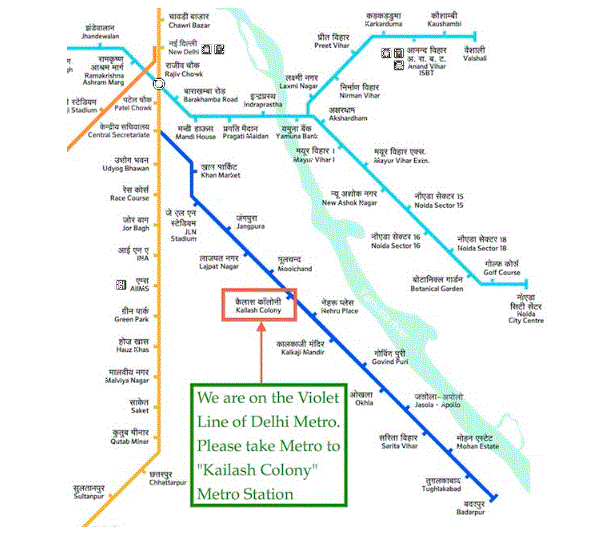 चावडी बाज़ार
Chawri Bazar
झंडेवालान
Jhandewalan
नई दिल्ली
New Delhi
रामकृष्ण
आश्रम मार्ग
Ramakrishna
Ashram Marg
राजीव चौक
Rajiv Chowk
बाराखम्बा रोड
Barakhamba Road
पटेल चौक
Patel Chowk
केन्द्रीय सचिवालय
Central Secretariate
मन्डी हाऊस
Mandi House
प्रगति मैदान
Pragati Maidan
इन्द्रप्रस्थ
Indraprastha
यमुना बैंक
Yamuna Bank
लक्ष्मी नगर
Laxmi Nagar
निर्माण विहार
Nirman Vihar
प्रीत विहार
Preet Vihar
कड़कड़डूमा
Karkarduma
कौशाम्बी
Kaushambi
आनन्द विहार
अ. रा. ब. ट.
Anand Vihar
ISBT
वैशाली
Vaishali
अक्षरधाम
Akshardham
मयूर विहार I
Mayur Vihar I
मयूर विहार एक्स.
Mayur Vihar Extn.
न्यू अशोक नगर
New Ashok Nagar
नौएडा सेक्टर 15
Noida Sector 15
नौएडा सेक्टर 16
Noida Sector 16
नौएडा सेक्टर 18
Noida Sector 18
बोटानिकल गार्डन
Botanical Garden
गोल्फ कोर्स
Golf Course
नोएडा
सिटी सेंटर
Noida
City Centre
स्टेडियम
Stadium
उद्योग भवन
Udyog Bhawan
रेस कोर्स
Race Course
जोर बाग
Jor Bagh
आई एन ए
INA
एम्स
AIIMS
ग्रीन पार्क
Green Park
हौज खास
Hauz Khas
मालवीय नगर
Malviya Nagar
साकेत
Saket
कुतुब मीनार
Qutab Minar
छत्तरपुर
Chhattarpur
सुलतानपुर
Sultanpur
खान मार्किट
Khan Market
जे एल एन
स्टेडियम
JLN
Stadium
जंगपुरा
Jangpura
लाजपत नगर
Lajpat Nagar
मूलचन्द
Moolchand
कैलाश कॉलोनी
Kailash Colony
नेहरू प्लेस
Nehru Place
कालकाजी मंदिर
Kalkaji Mandir
गोविन्द पुरी
Govind Puri
ओखला
Okhla
जसोला- अपोलो
Jasola - Apollo
सरिता विहार
Sarita Vihar
मोहन एस्टेट
Mohan Estate
तुग़लकाबाद
Tughlakabad
बदरपुर
Badarpur
We are on the Violet
Line of Delhi Metro.
Please take Metro to
"Kailash Colony"
Metro Station